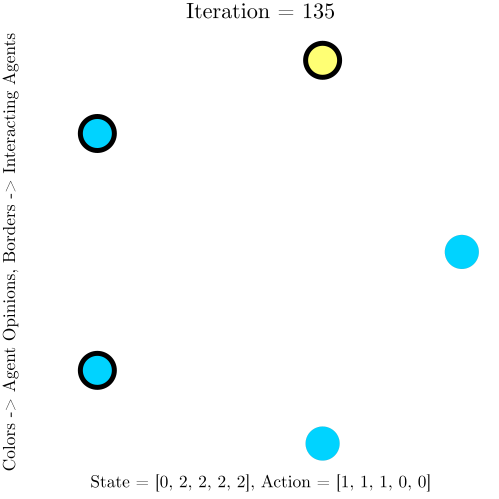 Iteration = 135
Colors -> Agent Opinions, Borders -> Interacting Agents
State = [0, 2, 2, 2, 2], Action = [1, 1, 1, 0, 0]